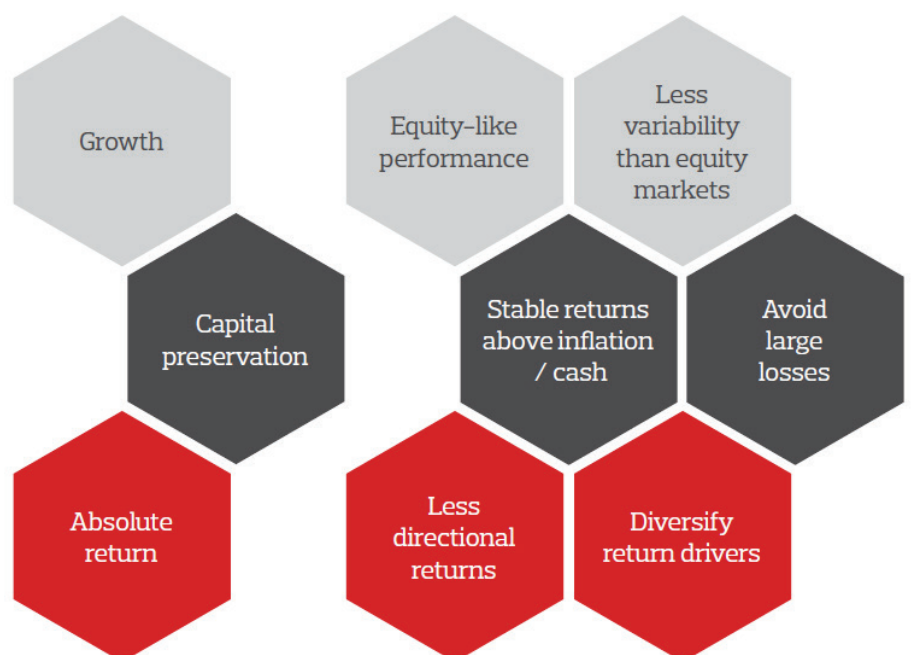 Growth
Equity-like
performance
Less
variability
than equity
markets
Capital
preservation
Stable returns
above inflation
/ cash
Avoid
large
losses
Absolute
return
Less
directional
returns
Diversify
return drivers